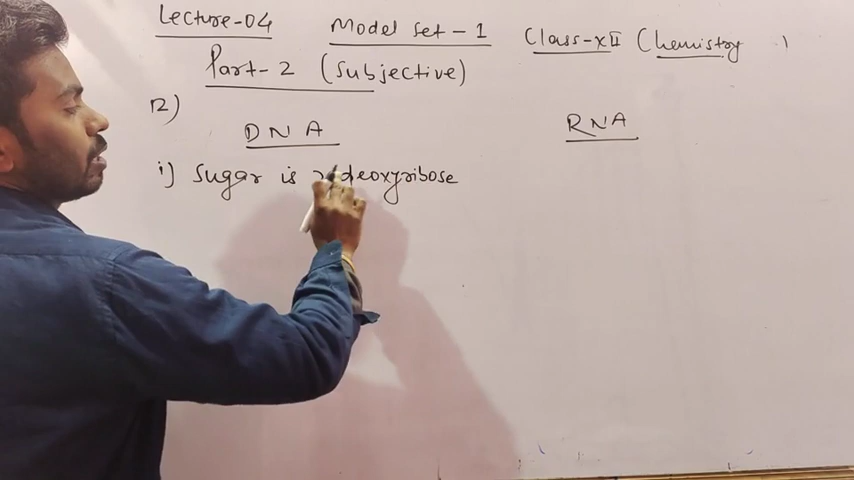 Lecture-04 Model Set - 1 Class-XII (Chemistry)
Part-2 (Subjective)
12)
DNA RNA
i) Sugar is 2-deoxyribose